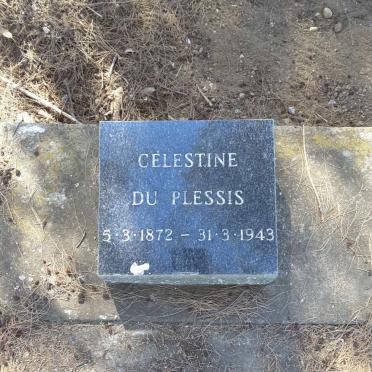 CÉLESTINE
DU PLESSIS
5·3·1872 – 31·3·1943